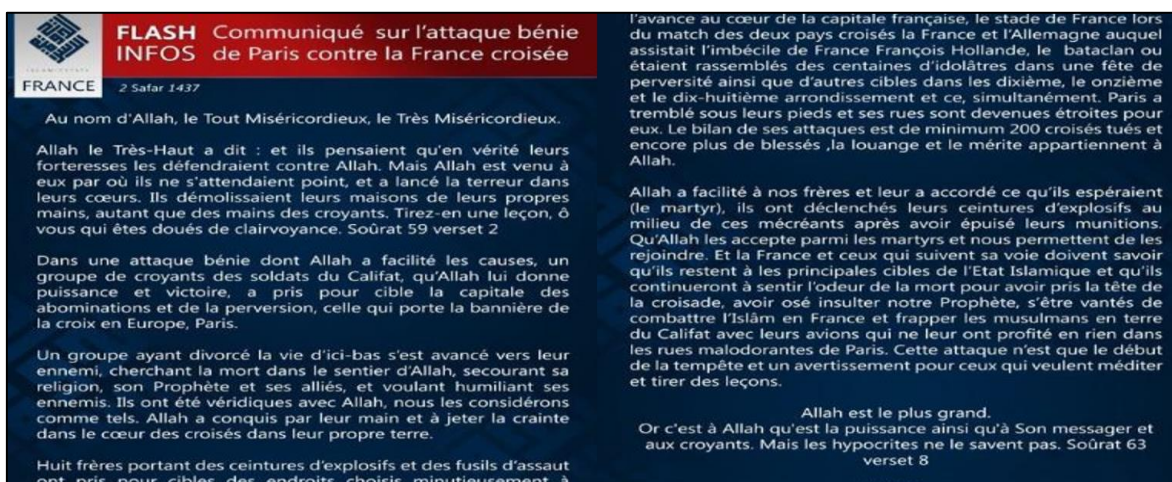 FLASH INFOS
Communiqué sur l'attaque bénie
de Paris contre la France croisée
FRANCE
2 Safar 1437
Au nom d'Allah, le Tout Miséricordieux, le Très Miséricordieux.
Allah le Très-Haut a dit : et ils pensaient qu'en vérité leurs
forteresses les défendraient contre Allah. Mais Allah est venu à
eux par où ils ne s'attendaient point, et a lancé la terreur dans
leurs cœurs. Ils démolissaient leurs maisons de leurs propres
mains, autant que des mains des croyants. Tirez-en une leçon, ô
vous qui êtes doués de clairvoyance. Soûrat 59 verset 2
Dans une attaque bénie dont Allah a facilité les causes, un
groupe de croyants des soldats du Califat, qu'Allah lui donne
puissance et victoire, a pris pour cible la capitale des
abominations et de la perversion, celle qui porte la bannière de
la croix en Europe, Paris.
Un groupe ayant divorcé la vie d'ici-bas s'est avancé vers leur
ennemi, cherchant la mort dans le sentier d'Allah, secourant sa
religion, son Prophète et ses alliés, et voulant humiliant ses
ennemis. Ils ont été véridiques avec Allah, nous les considérons
comme tels. Allah a conquis par leur main et à jeter la crainte
dans le cœur des croisés dans leur propre terre.
Huit frères portant des ceintures d'explosifs et des fusils d'assaut
ont pris pour cibles des endroits choisis minutieusement à
l'avance au cœur de la capitale française, le stade de France lors
du match des deux pays croisés la France et l'Allemagne auquel
assistait l'imbécile de France François Hollande, le bataclan ou
étaient rassemblés des centaines d'idolâtres dans une fête de
perversité ainsi que d'autres cibles dans les dixième, le onzième
et le dix-huitième arrondissement et ce, simultanément. Paris a
tremblé sous leurs pieds et ses rues sont devenues étroites pour
eux. Le bilan de ses attaques est de minimum 200 croisés tués et
encore plus de blessés ,la louange et le mérite appartiennent à
Allah.
Allah a facilité à nos frères et leur a accordé ce qu'ils espéraient
(le martyr), ils ont déclenchés leurs ceintures d'explosifs au
milieu de ces mécréants après avoir épuisé leurs munitions.
Qu'Allah les accepte parmi les martyrs et nous permettent de les
rejoindre. Et la France et ceux qui suivent sa voie doivent savoir
qu'ils restent à les principales cibles de l'Etat Islamique et qu'ils
continueront à sentir l'odeur de la mort pour avoir pris la tête de
la croisade, avoir osé insulter notre Prophète, s'être vantés de
combattre l'Islâm en France et frapper les musulmans en terre
du Califat avec leurs avions qui ne leur ont profité en rien dans
les rues malodorantes de Paris. Cette attaque n'est que le début
de la tempête et un avertissement pour ceux qui veulent méditer
et tirer des leçons.
Allah est le plus grand.
Or c'est à Allah qu'est la puissance ainsi qu'à Son messager et
aux croyants. Mais les hypocrites ne le savent pas. Soûrat 63
verset 8